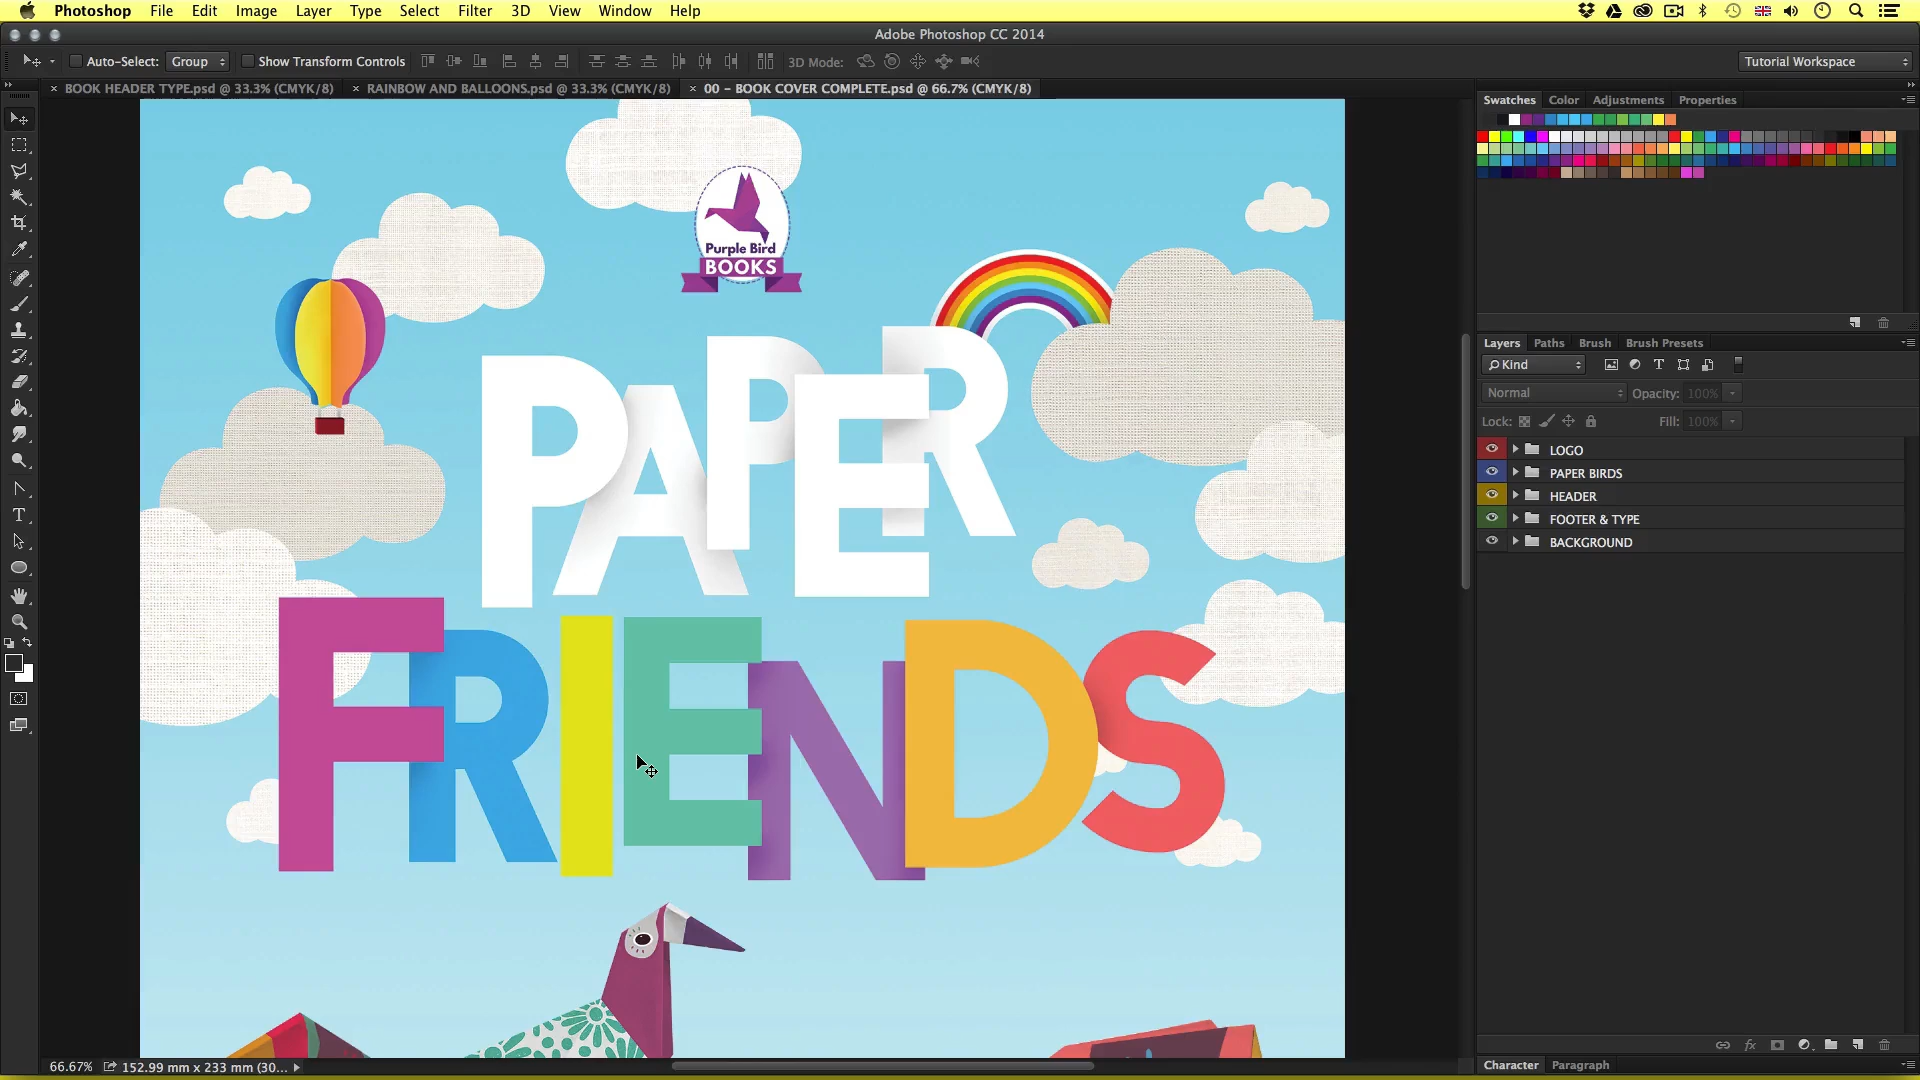 Photoshop File Edit Image Layer Type Select Filter 3D View Window Help
Adobe Photoshop CC 2014
Auto-Select: Group Show Transform Controls 3D Mode: Tutorial Workspace
× BOOK HEADER TYPE.psd @ 33.3% (CMYK/8) × RAINBOW AND BALLOONS.psd @ 33.3% (CMYK/8) × 00 - BOOK COVER COMPLETE.psd @ 66.7% (CMYK/8)
Swatches Color Adjustments Properties
Purple Bird
BOOKS
PAPER
FRIENDS
Layers Paths Brush Brush Presets
Kind
Normal Opacity: 100%
Lock: Fill: 100%
LOGO
PAPER BIRDS
HEADER
FOOTER & TYPE
BACKGROUND
66.67% 152.99 mm x 233 mm (30...
Character Paragraph